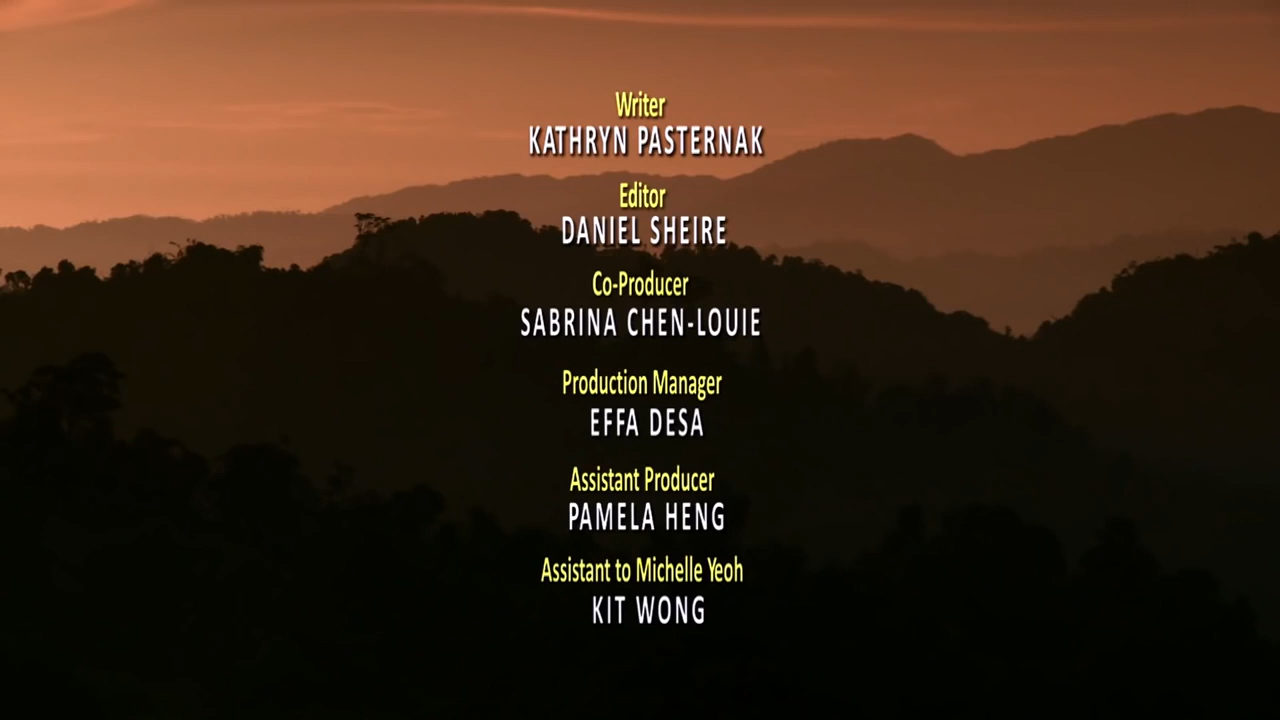 Writer
KATHRYN PASTERNAK
Editor
DANIEL SHEIRE
Co-Producer
SABRINA CHEN-LOUIE
Production Manager
EFFA DESA
Assistant Producer
PAMELA HENG
Assistant to Michelle Yeoh
KIT WONG